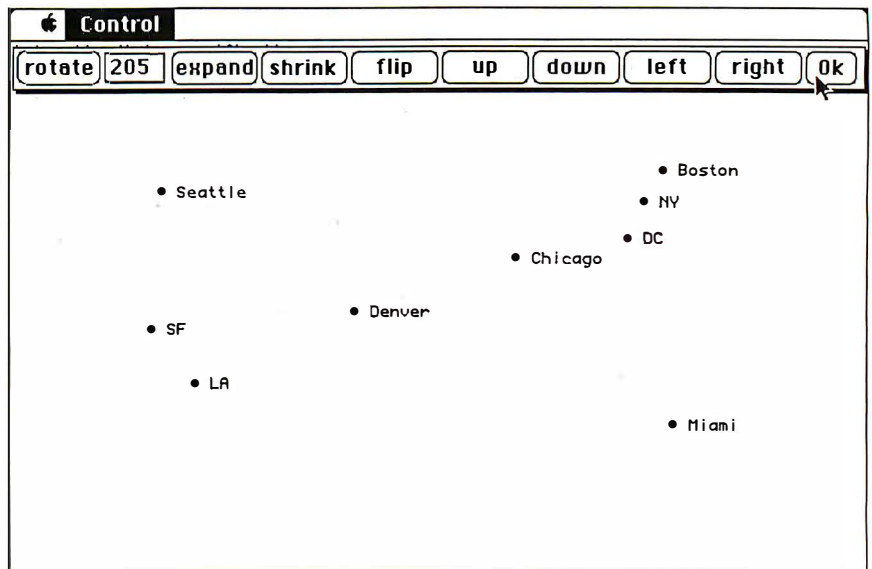 Control
rotate 205 expand shrink flip up down left right Ok
Boston
Seattle
NY
DC
Chicago
Denver
SF
LA
Miami